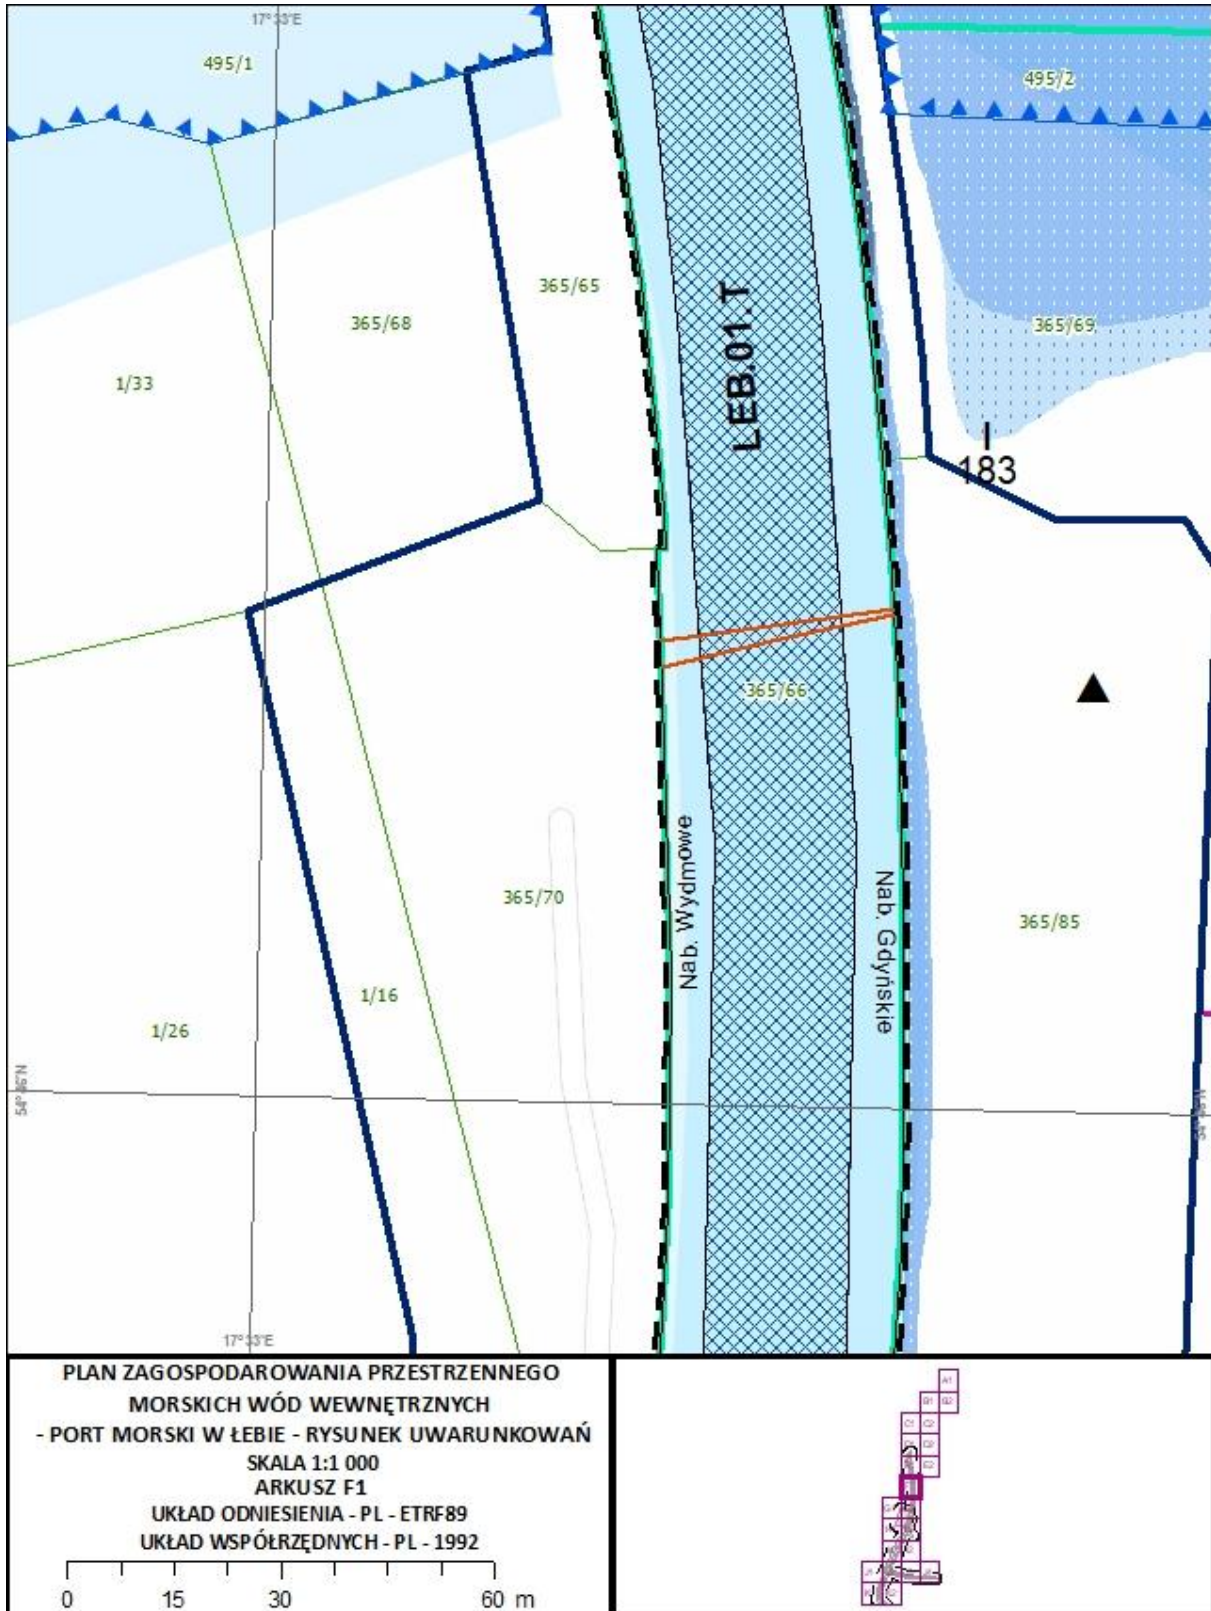 17°33'E
495/1
495/2
365/65
365/68
LEB.01.T
365/69
1/33
183
365/66
365/70
Nab. Wydmowe
Nab. Gdyńskie
365/85
1/16
1/26
54°46'N
17°33'E
PLAN ZAGOSPODAROWANIA PRZESTRZENNEGO
MORSKICH WÓD WEWNĘTRZNYCH
- PORT MORSKI W ŁEBIE - RYSUNEK UWARUNKOWAŃ
SKALA 1:1 000
ARKUSZ F1
UKŁAD ODNIESIENIA - PL - ETRF89
UKŁAD WSPÓŁRZĘDNYCH - PL - 1992
0 15 30 60 m